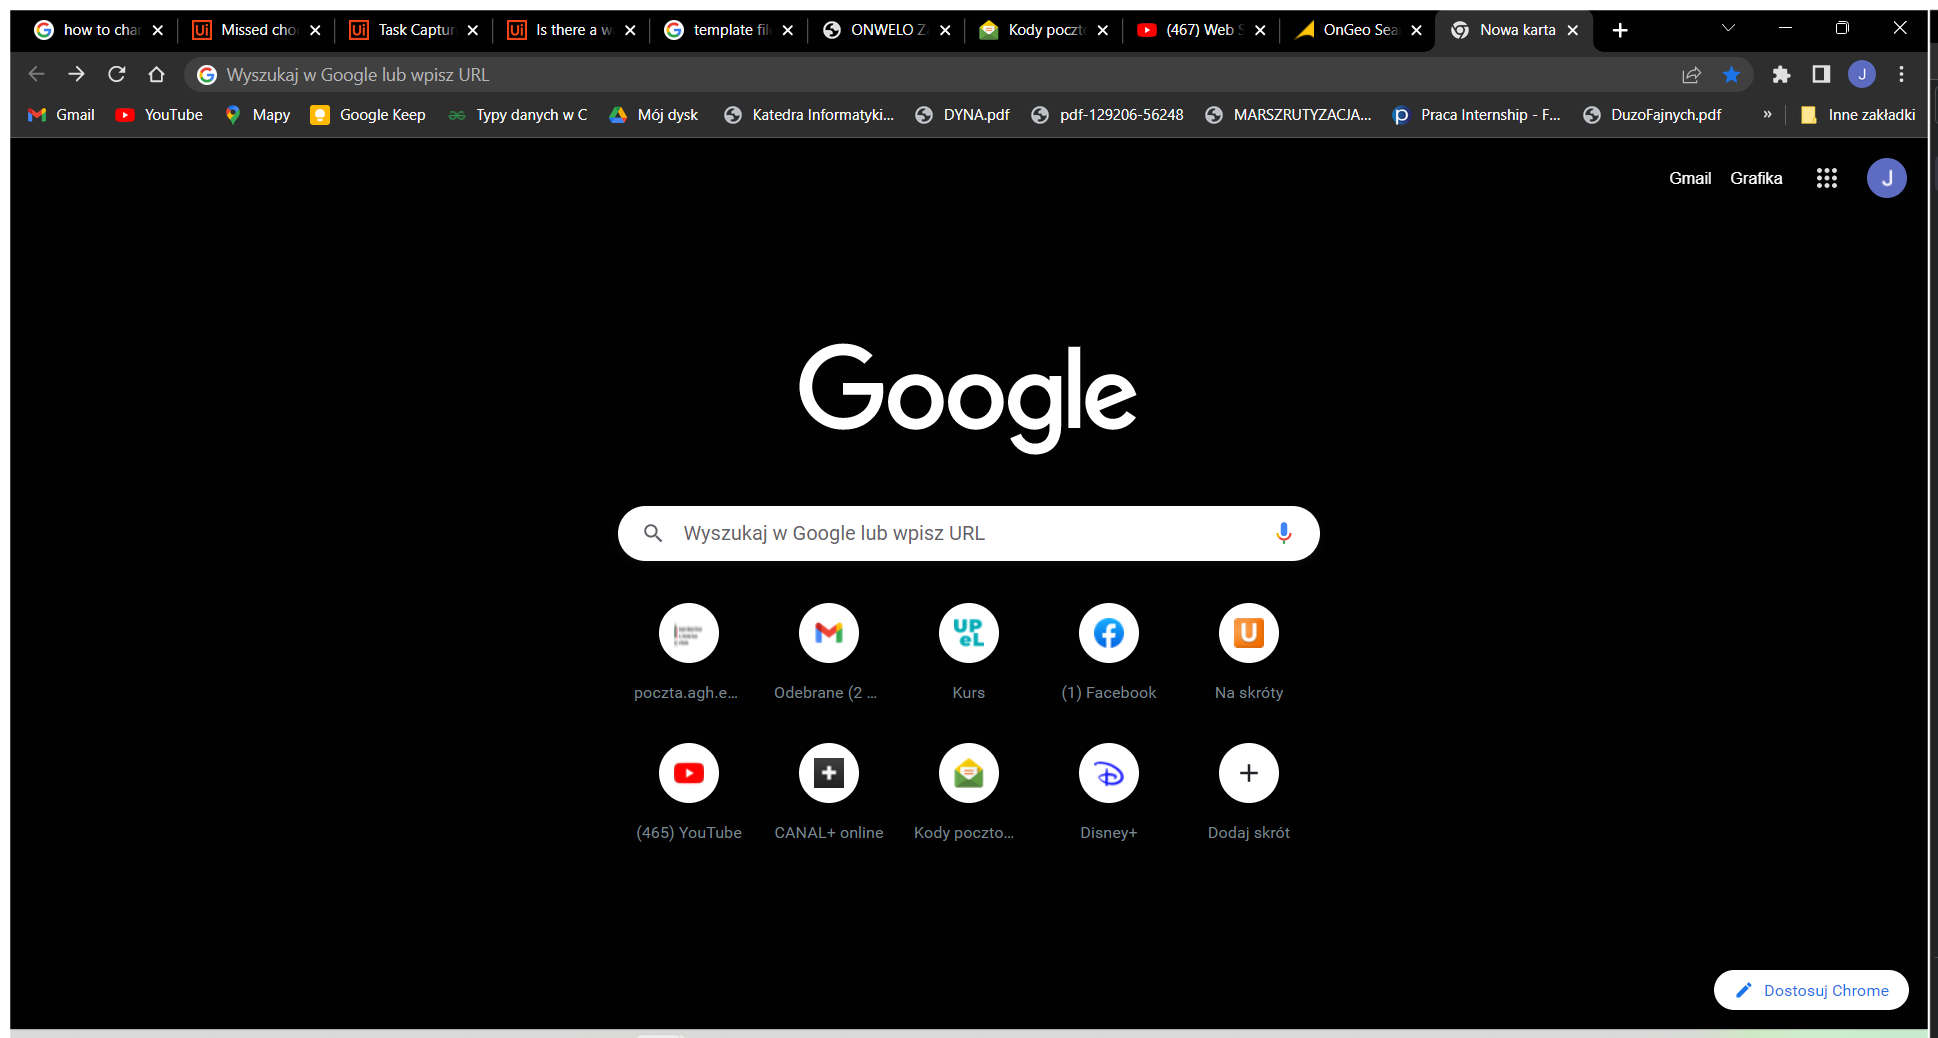 how to cha
Missed cho
Task Captur
Is there a w
template fil
ONWELO Z
Kody poczt
(467) Web S
OnGeo Sea
Nowa karta
Wyszukaj w Google lub wpisz URL
J
Gmail
YouTube
Mapy
Google Keep
Typy danych w C
Mój dysk
Katedra Informatyki...
DYNA.pdf
pdf-129206-56248
MARSZRUTYZACJA...
Praca Internship - F...
DuzoFajnych.pdf
»
Inne zakładki
Gmail
Grafika
J
Google
Wyszukaj w Google lub wpisz URL
UP
eL
poczta.agh.e...
Odebrane (2 ...
Kurs
(1) Facebook
Na skróty
(465) YouTube
CANAL+ online
Kody poczto...
Disney+
Dodaj skrót
Dostosuj Chrome